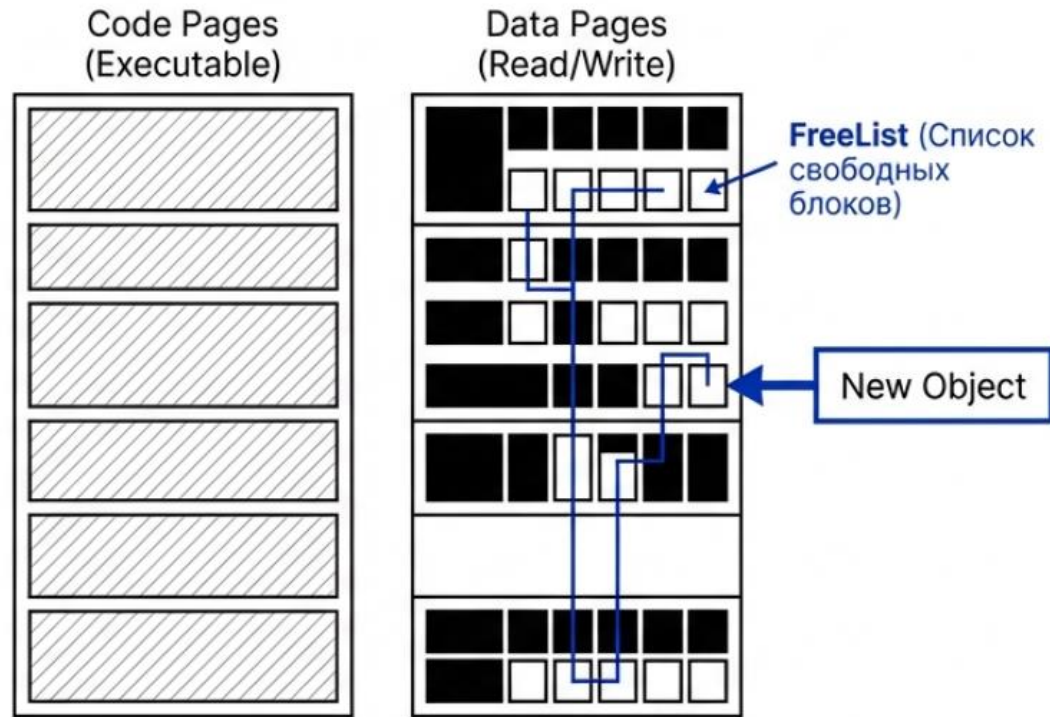 Code Pages
(Executable)
Data Pages
(Read/Write)
FreeList (Список
свободных
блоков)
New Object